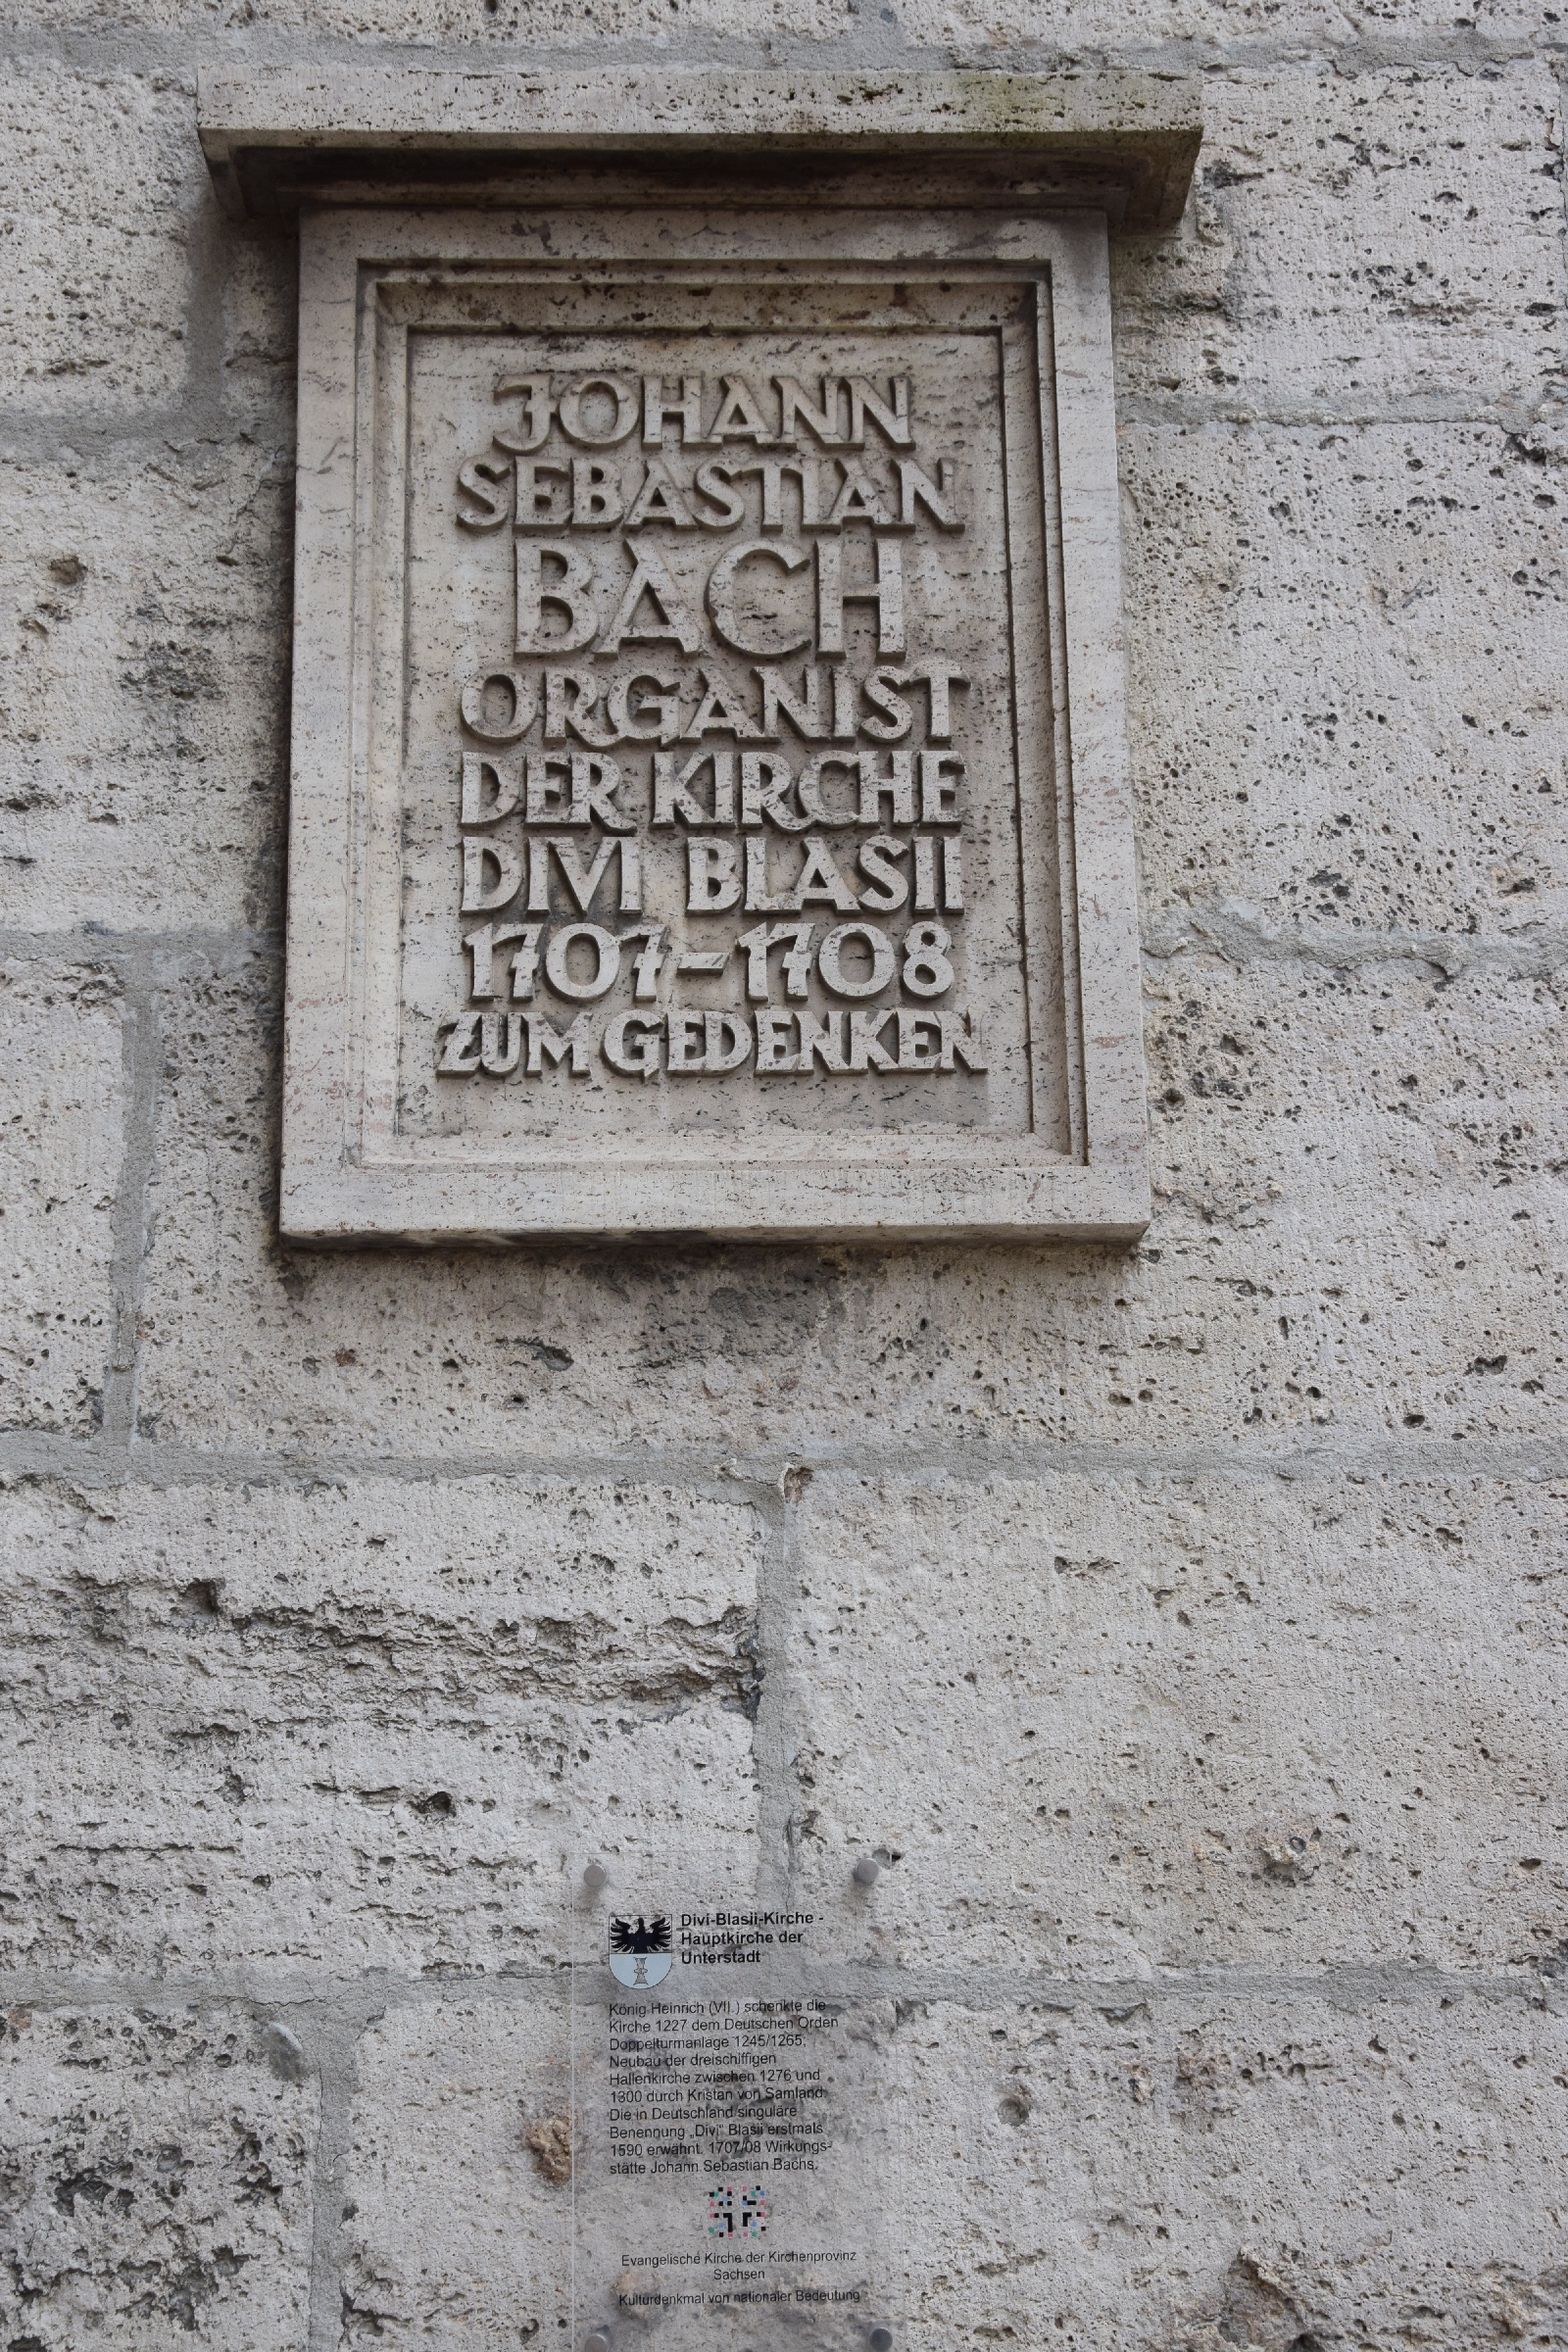 JOHANN
SEBASTIAN
BACH
ORGANIST
DER KIRCHE
DIVI BLASII
1707-1708
ZUM GEDENKEN
Divi-Blasii-Kirche -
Hauptkirche der
Unterstadt
König Heinrich (VII.) schenkte die
Kirche 1227 dem Deutschen Orden
Doppelturmanlage 1245/1265.
Neubau der dreischiffigen
Hallenkirche zwischen 1276 und
1300 durch Kristan von Samland.
Die in Deutschland singuläre
Benennung „Divi“ Blasii erstmals
1590 erwähnt. 1707/08 Wirkungs-
stätte Johann Sebastian Bachs.
Evangelische Kirche der Kirchenprovinz
Sachsen
Kulturdenkmal von nationaler Bedeutung